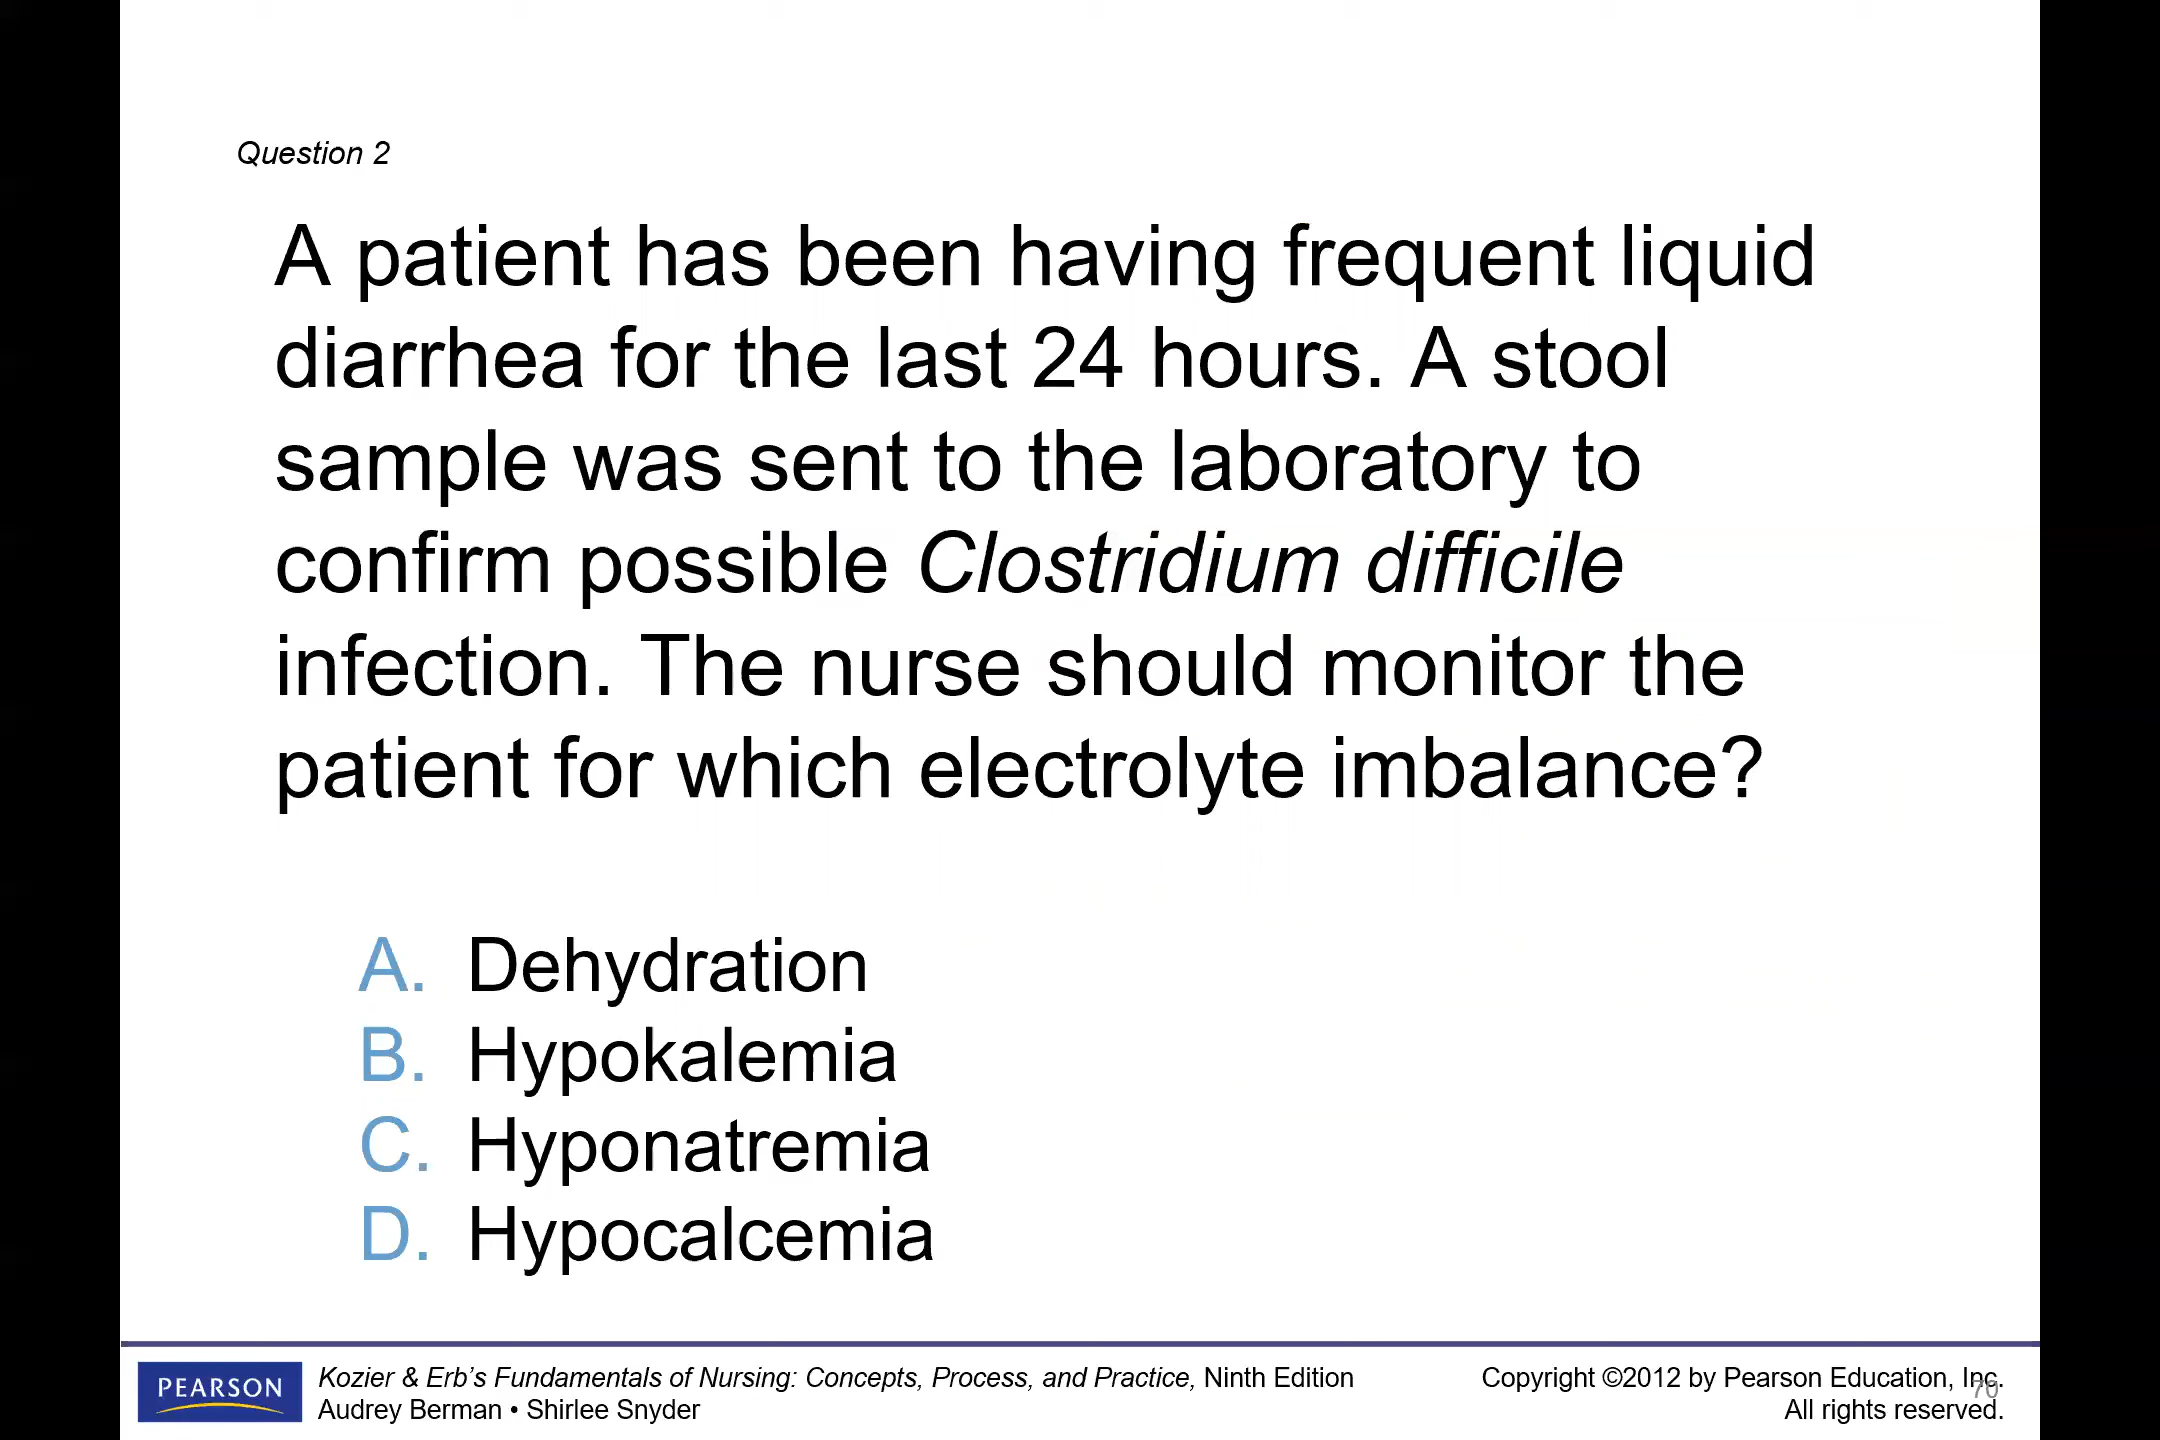 Question 2
A patient has been having frequent liquid
diarrhea for the last 24 hours. A stool
sample was sent to the laboratory to
confirm possible Clostridium difficile
infection. The nurse should monitor the
patient for which electrolyte imbalance?
A. Dehydration
B. Hypokalemia
C. Hyponatremia
D. Hypocalcemia
PEARSON
Kozier & Erb’s Fundamentals of Nursing: Concepts, Process, and Practice, Ninth Edition
Audrey Berman • Shirlee Snyder
Copyright ©2012 by Pearson Education, Inc.
70
All rights reserved.